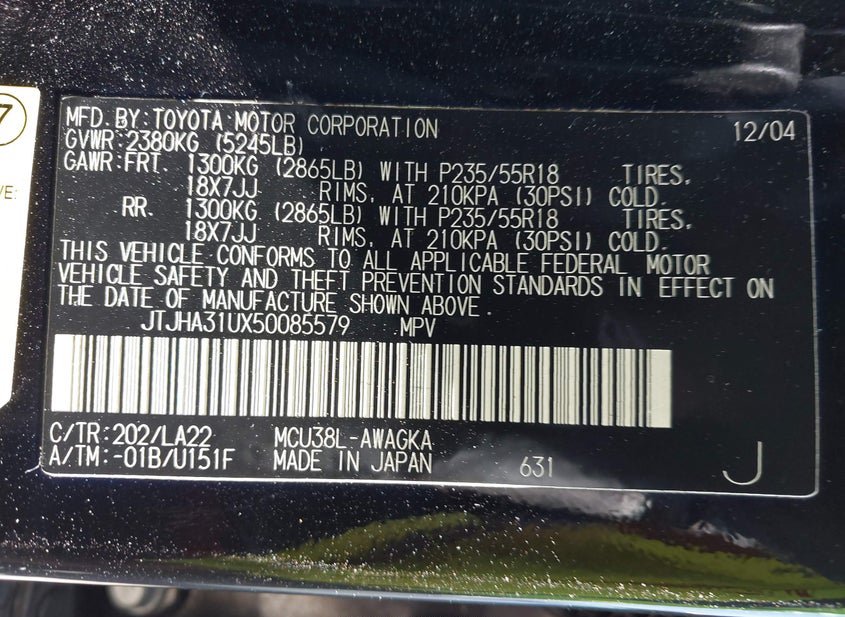 7
VE:
MFD. BY: TOYOTA MOTOR CORPORATION 12/04
GVWR: 2380KG (5245LB)
GAWR: FRT. 1300KG (2865LB) WITH P235/55R18 TIRES,
18X7JJ RIMS, AT 210KPA (30PSI) COLD.
RR. 1300KG (2865LB) WITH P235/55R18 TIRES,
18X7JJ RIMS, AT 210KPA (30PSI) COLD.
THIS VEHICLE CONFORMS TO ALL APPLICABLE FEDERAL MOTOR
VEHICLE SAFETY AND THEFT PREVENTION STANDARDS IN EFFECT ON
THE DATE OF MANUFACTURE SHOWN ABOVE.
JTJHA31UX50085579 MPV
C/TR: 202/LA22 MCU38L-AWAGKA
A/TM: -01B/U151F MADE IN JAPAN 631 J